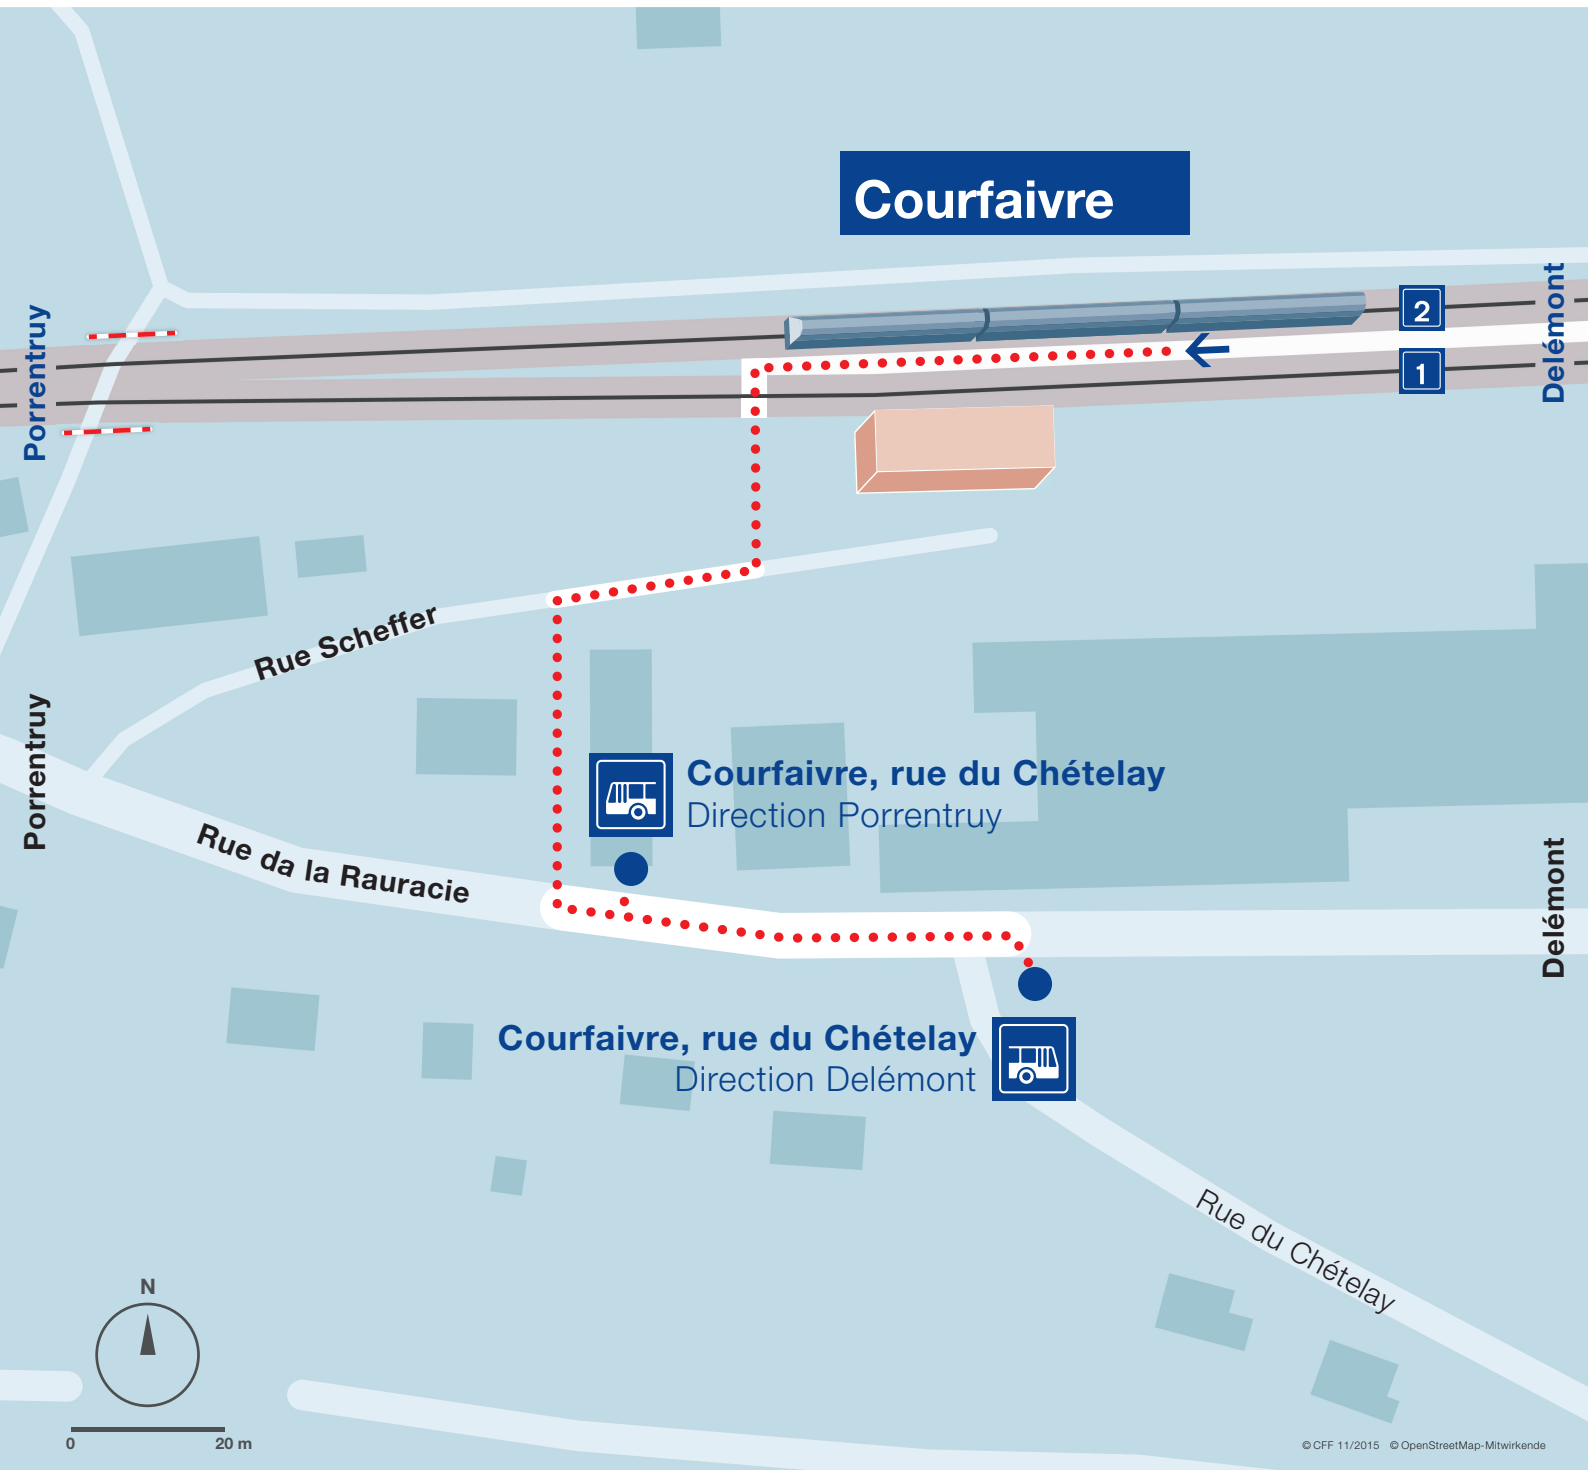 Courfaivre
2
1
Porrentruy
Delémont
Rue Scheffer
Porrentruy
Courfaivre, rue du Chételay
Direction Porrentruy
Rue da la Rauracie
Delémont
Courfaivre, rue du Chételay
Direction Delémont
Rue du Chételay
N
0 20 m
© CFF 11/2015 © OpenStreetMap-Mitwirkende